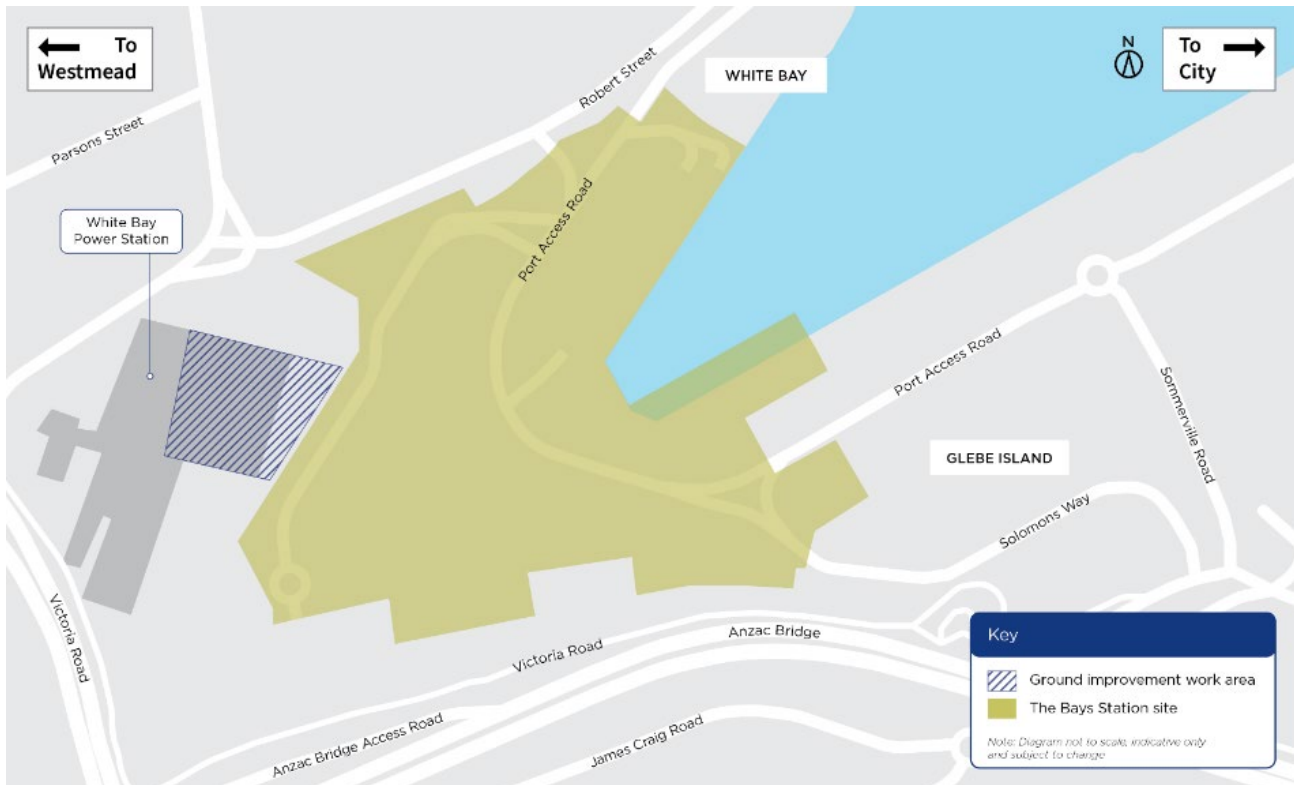 To
Westmead
N
To
City
WHITE BAY
Robert Street
Parsons Street
White Bay
Power Station
Port Access Road
Port Access Road
Sommerville Road
GLEBE ISLAND
Solomons Way
Victoria Road
Victoria Road
Anzac Bridge
Anzac Bridge Access Road
James Craig Road
Key
Ground improvement work area
The Bays Station site
Note: Diagram not to scale, indicative only
and subject to change